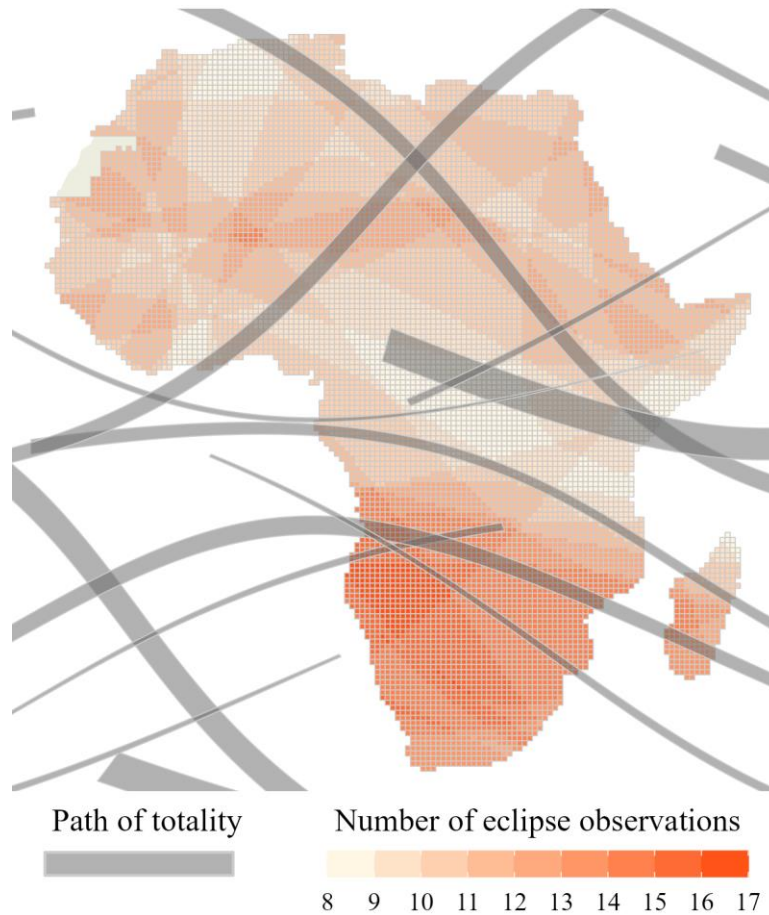 Path of totality
Number of eclipse observations
8 9 10 11 12 13 14 15 16 17